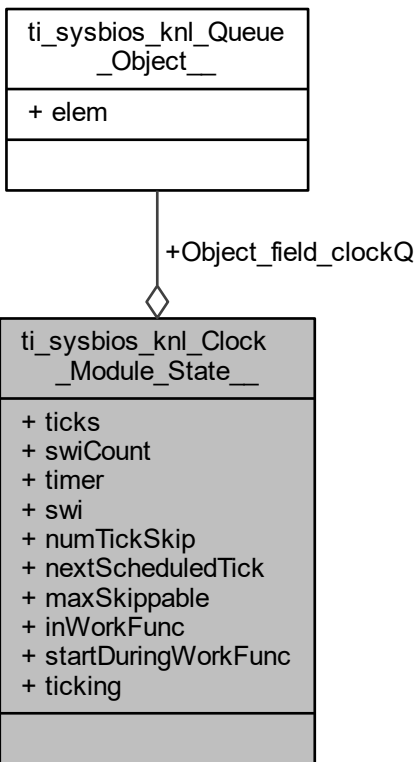 ti_sysbios_knl_Queue
_Object__
+ elem
+Object_field_clockQ
ti_sysbios_knl_Clock
_Module_State__
+ ticks
+ swiCount
+ timer
+ swi
+ numTickSkip
+ nextScheduledTick
+ maxSkippable
+ inWorkFunc
+ startDuringWorkFunc
+ ticking